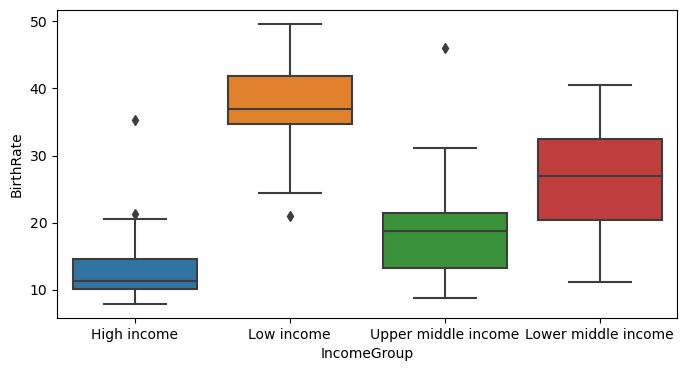 50
40
30
20
10
BirthRate
High income
Low income
Upper middle income
Lower middle income
IncomeGroup